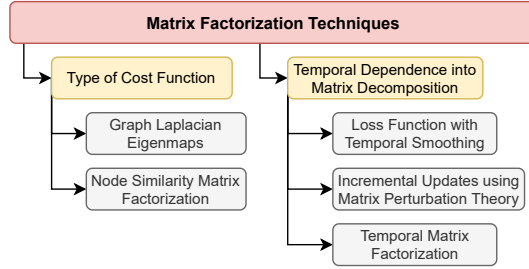 Matrix Factorization Techniques
Type of Cost Function
Graph Laplacian
Eigenmaps
Node Similarity Matrix
Factorization
Temporal Dependence into
Matrix Decomposition
Loss Function with
Temporal Smoothing
Incremental Updates using
Matrix Perturbation Theory
Temporal Matrix
Factorization